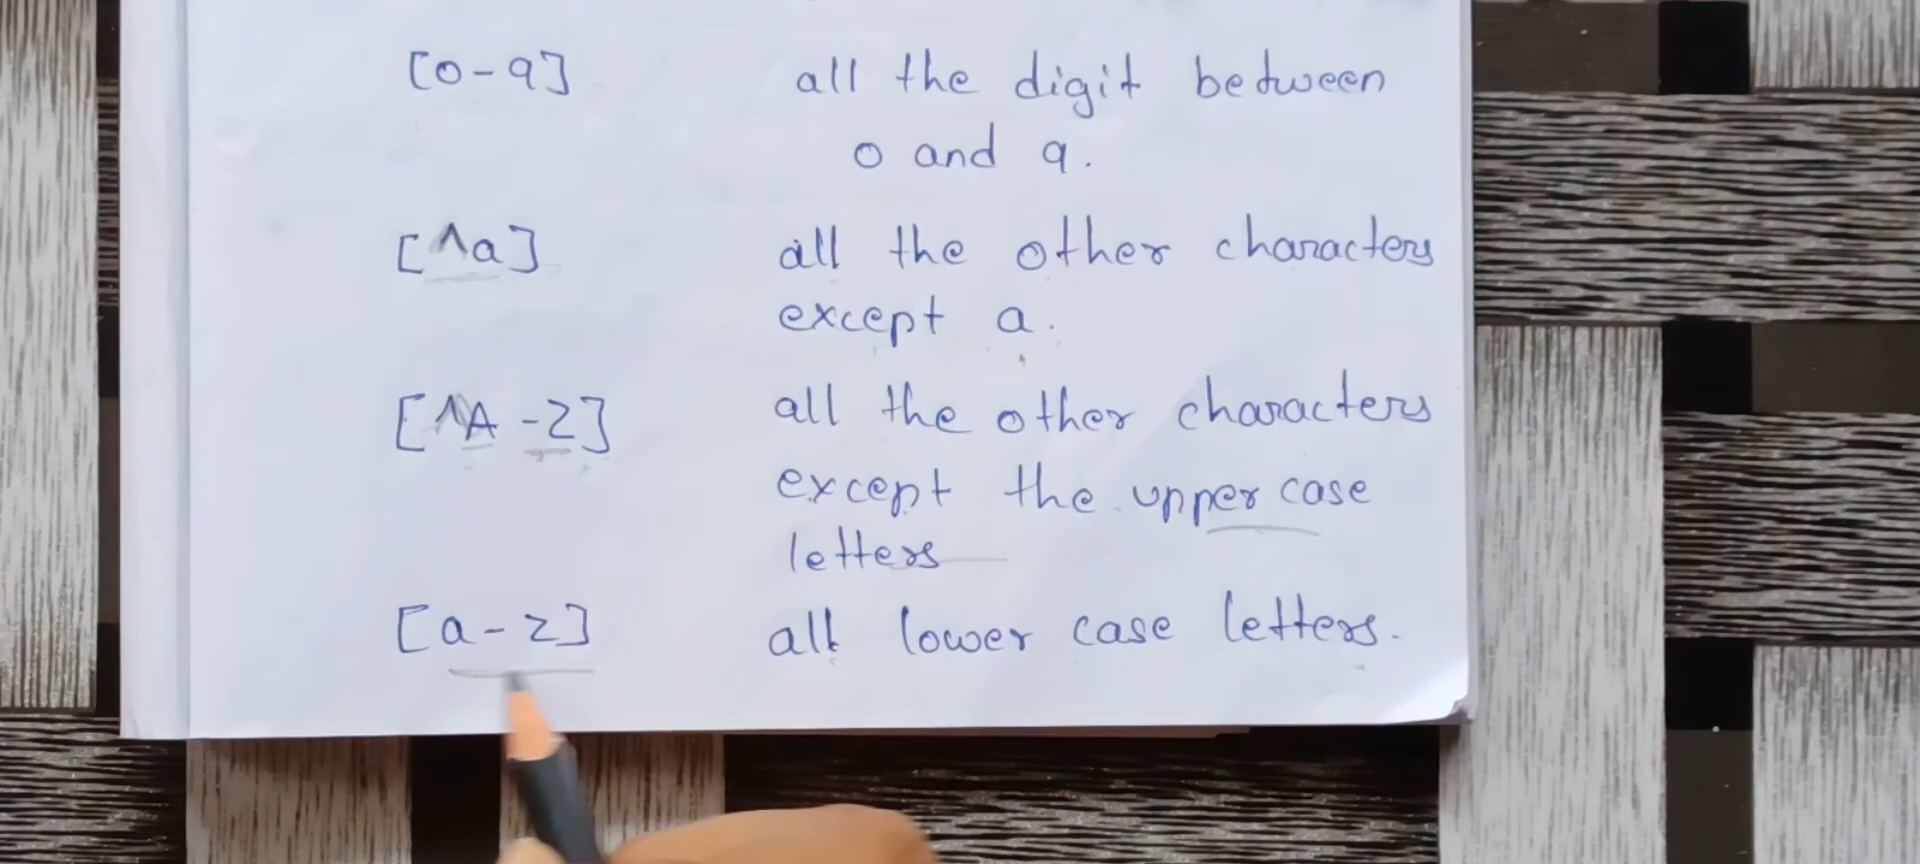 [0-9] all the digit between
0 and 9.
[^a] all the other characters
except a.
[^A-Z] all the other characters
except the upper case
letters
[a-z] all lower case letters.